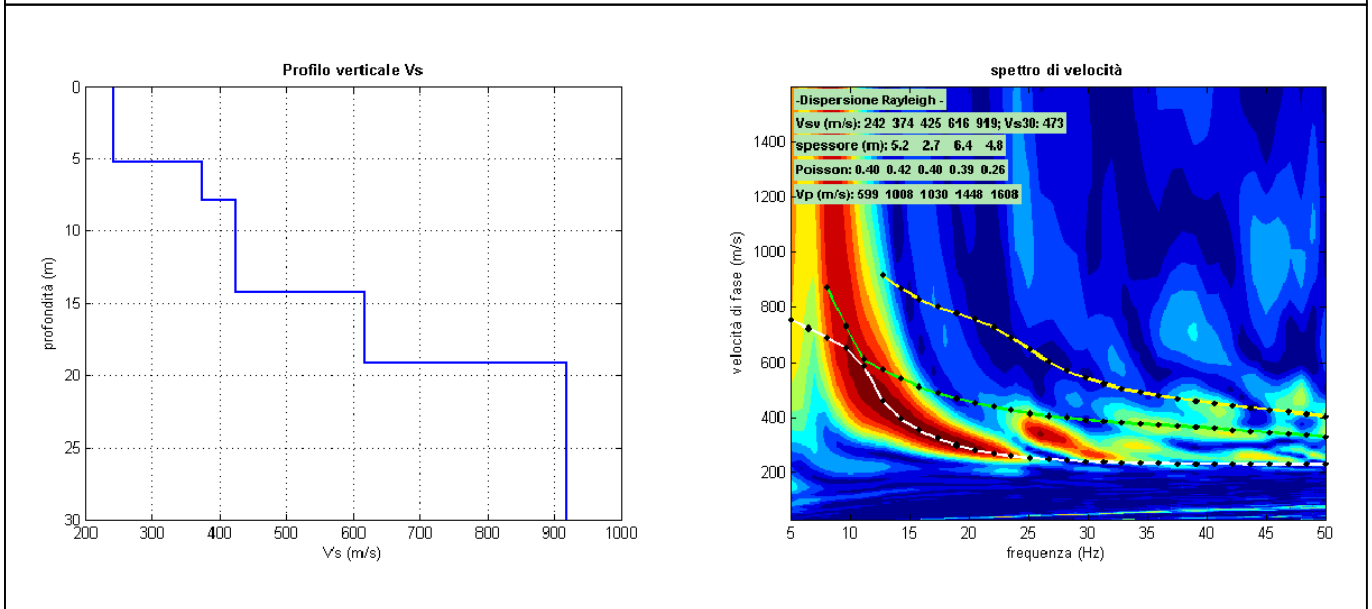 Profilo verticale Vs
0
5
10
15
20
25
30
profondità (m)
200 300 400 500 600 700 800 900 1000
Vs (m/s)
spettro di velocità
-Dispersione Rayleigh -
Vsv (m/s): 242 374 425 616 919; Vs30: 473
spessore (m): 5.2 2.7 6.4 4.8
Poisson: 0.40 0.42 0.40 0.39 0.26
Vp (m/s): 599 1008 1030 1448 1608
1400
1200
1000
800
600
400
200
velocità di fase (m/s)
5 10 15 20 25 30 35 40 45 50
frequenza (Hz)